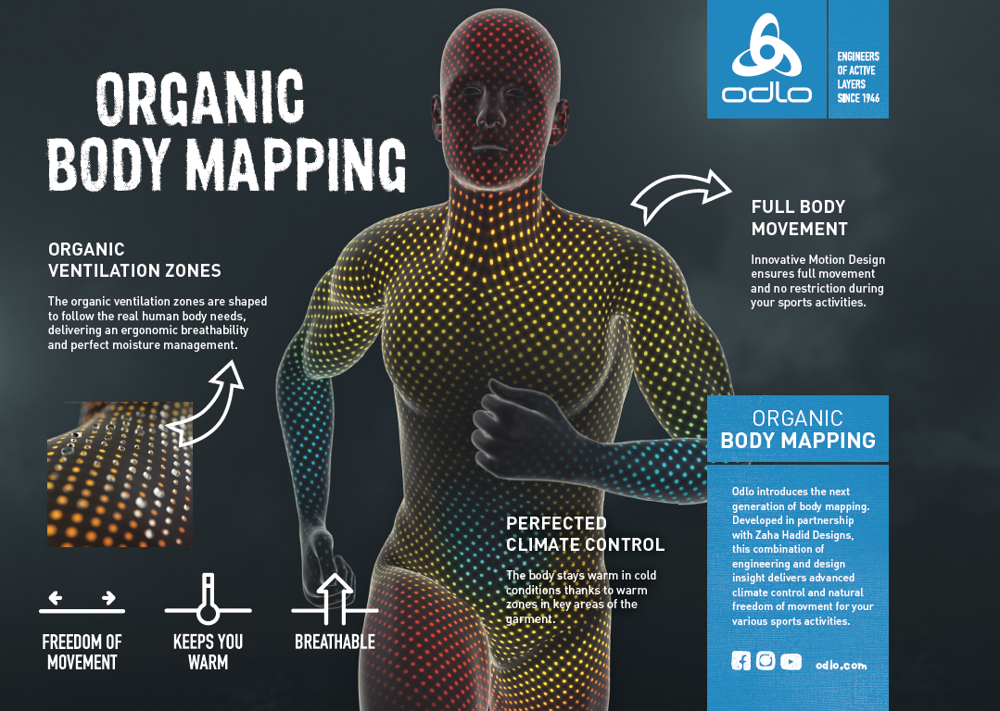 ORGANIC
BODY MAPPING
odlo
ENGINEERS
OF ACTIVE
LAYERS
SINCE 1946
FULL BODY
MOVEMENT
Innovative Motion Design
ensures full movement
and no restriction during
your sports activities.
ORGANIC
VENTILATION ZONES
The organic ventilation zones are shaped
to follow the real human body needs,
delivering an ergonomic breathability
and perfect moisture management.
ORGANIC
BODY MAPPING
Odlo introduces the next
generation of body mapping.
Developed in partnership
with Zaha Hadid Designs,
this combination of
engineering and design
insight delivers advanced
climate control and natural
freedom of movment for your
various sports activities.
odlo.com
PERFECTED
CLIMATE CONTROL
The body stays warm in cold
conditions thanks to warm
zones in key areas of the
garment.
FREEDOM OF
MOVEMENT
KEEPS YOU
WARM
BREATHABLE